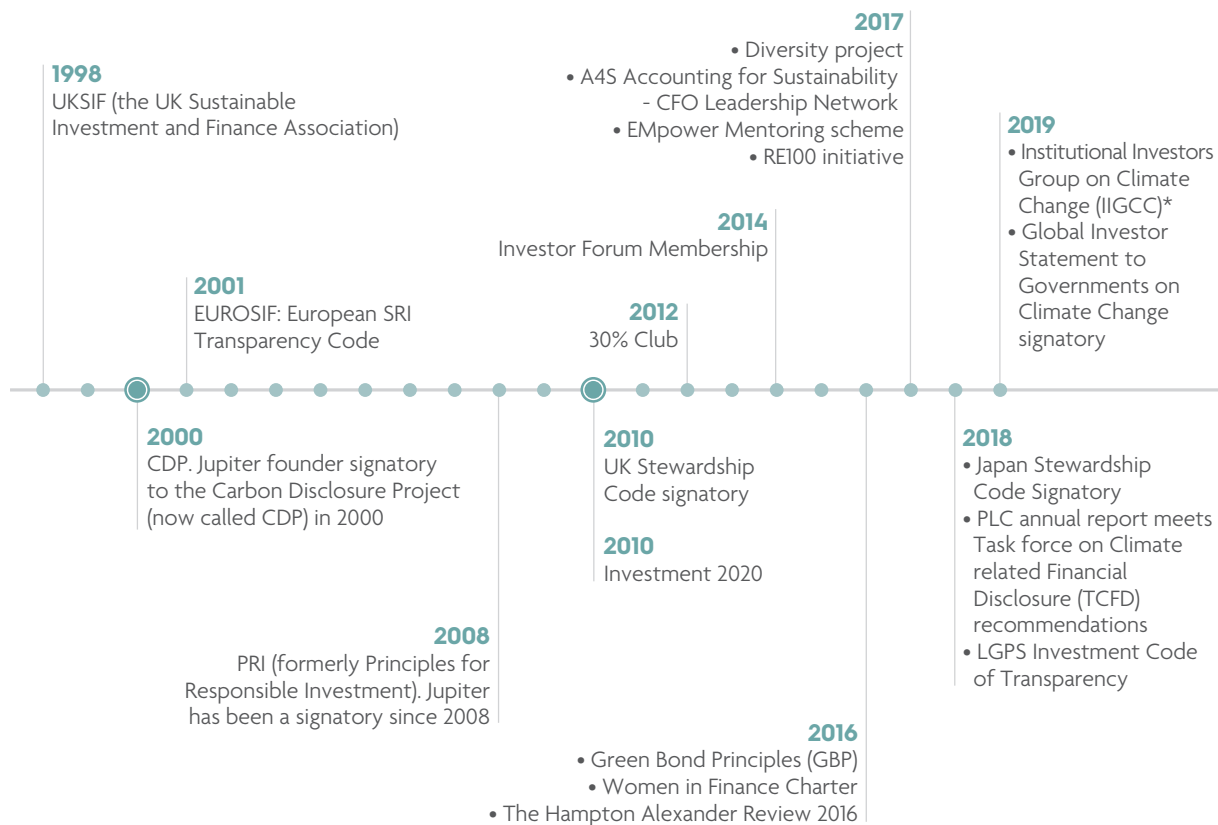 1998
UKSIF (the UK Sustainable
Investment and Finance Association)
2001
EUROSIF: European SRI
Transparency Code
2012
30% Club
2014
Investor Forum Membership
2017
• Diversity project
• A4S Accounting for Sustainability
- CFO Leadership Network
• EMpower Mentoring scheme
• RE100 initiative
2019
• Institutional Investors
Group on Climate
Change (IIGCC)*
• Global Investor
Statement to
Governments on
Climate Change
signatory
2000
CDP. Jupiter founder signatory
to the Carbon Disclosure Project
(now called CDP) in 2000
2008
PRI (formerly Principles for
Responsible Investment). Jupiter
has been a signatory since 2008
2010
UK Stewardship
Code signatory
2010
Investment 2020
2016
• Green Bond Principles (GBP)
• Women in Finance Charter
• The Hampton Alexander Review 2016
2018
• Japan Stewardship
Code Signatory
• PLC annual report meets
Task force on Climate
related Financial
Disclosure (TCFD)
recommendations
• LGPS Investment Code
of Transparency